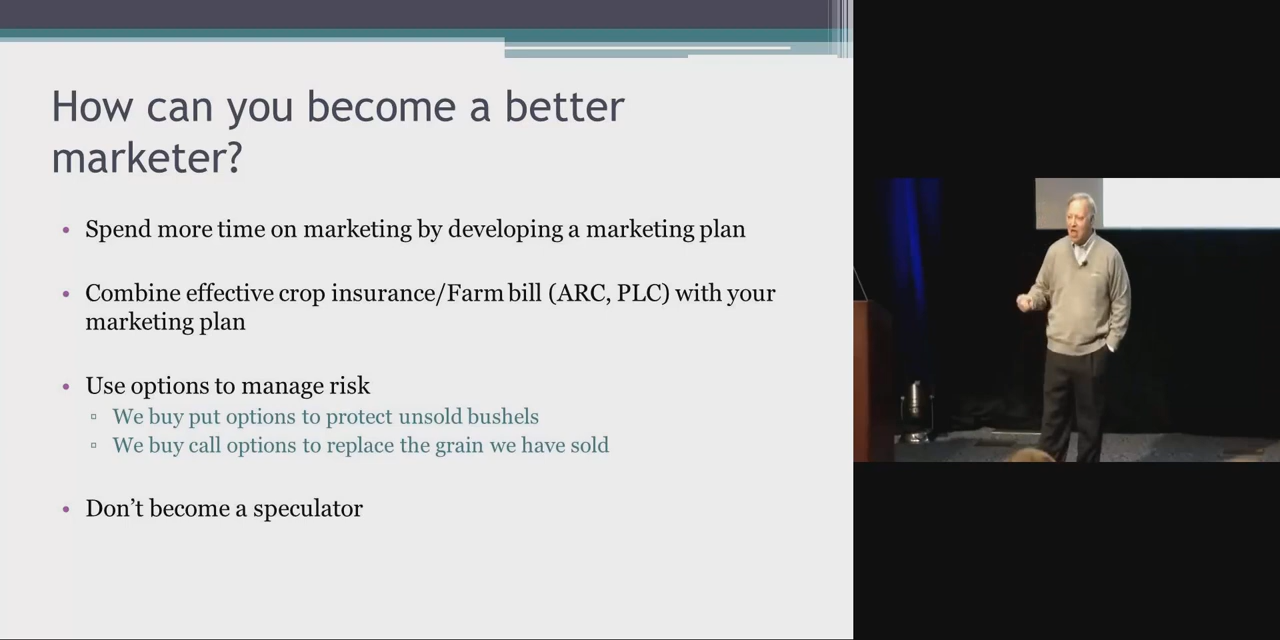 How can you become a better
marketer?
• Spend more time on marketing by developing a marketing plan
• Combine effective crop insurance/Farm bill (ARC, PLC) with your
marketing plan
• Use options to manage risk
▫ We buy put options to protect unsold bushels
▫ We buy call options to replace the grain we have sold
• Don’t become a speculator